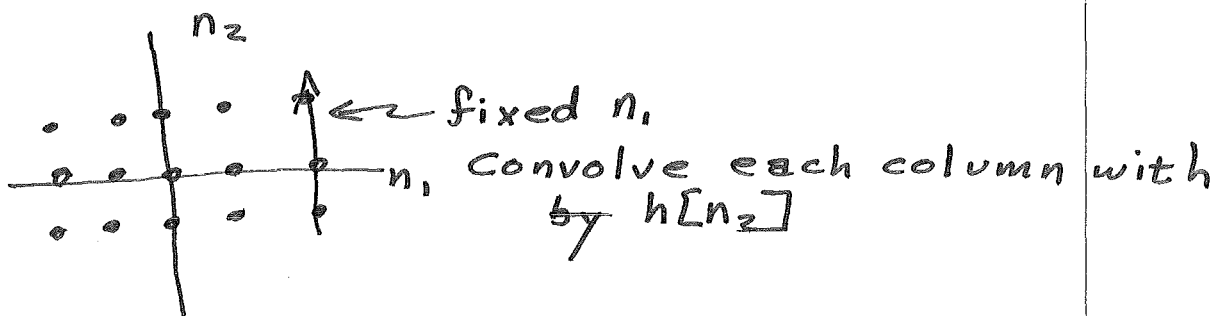 n₂
fixed n₁
n₁ Convolve each column with
by h[n₂]